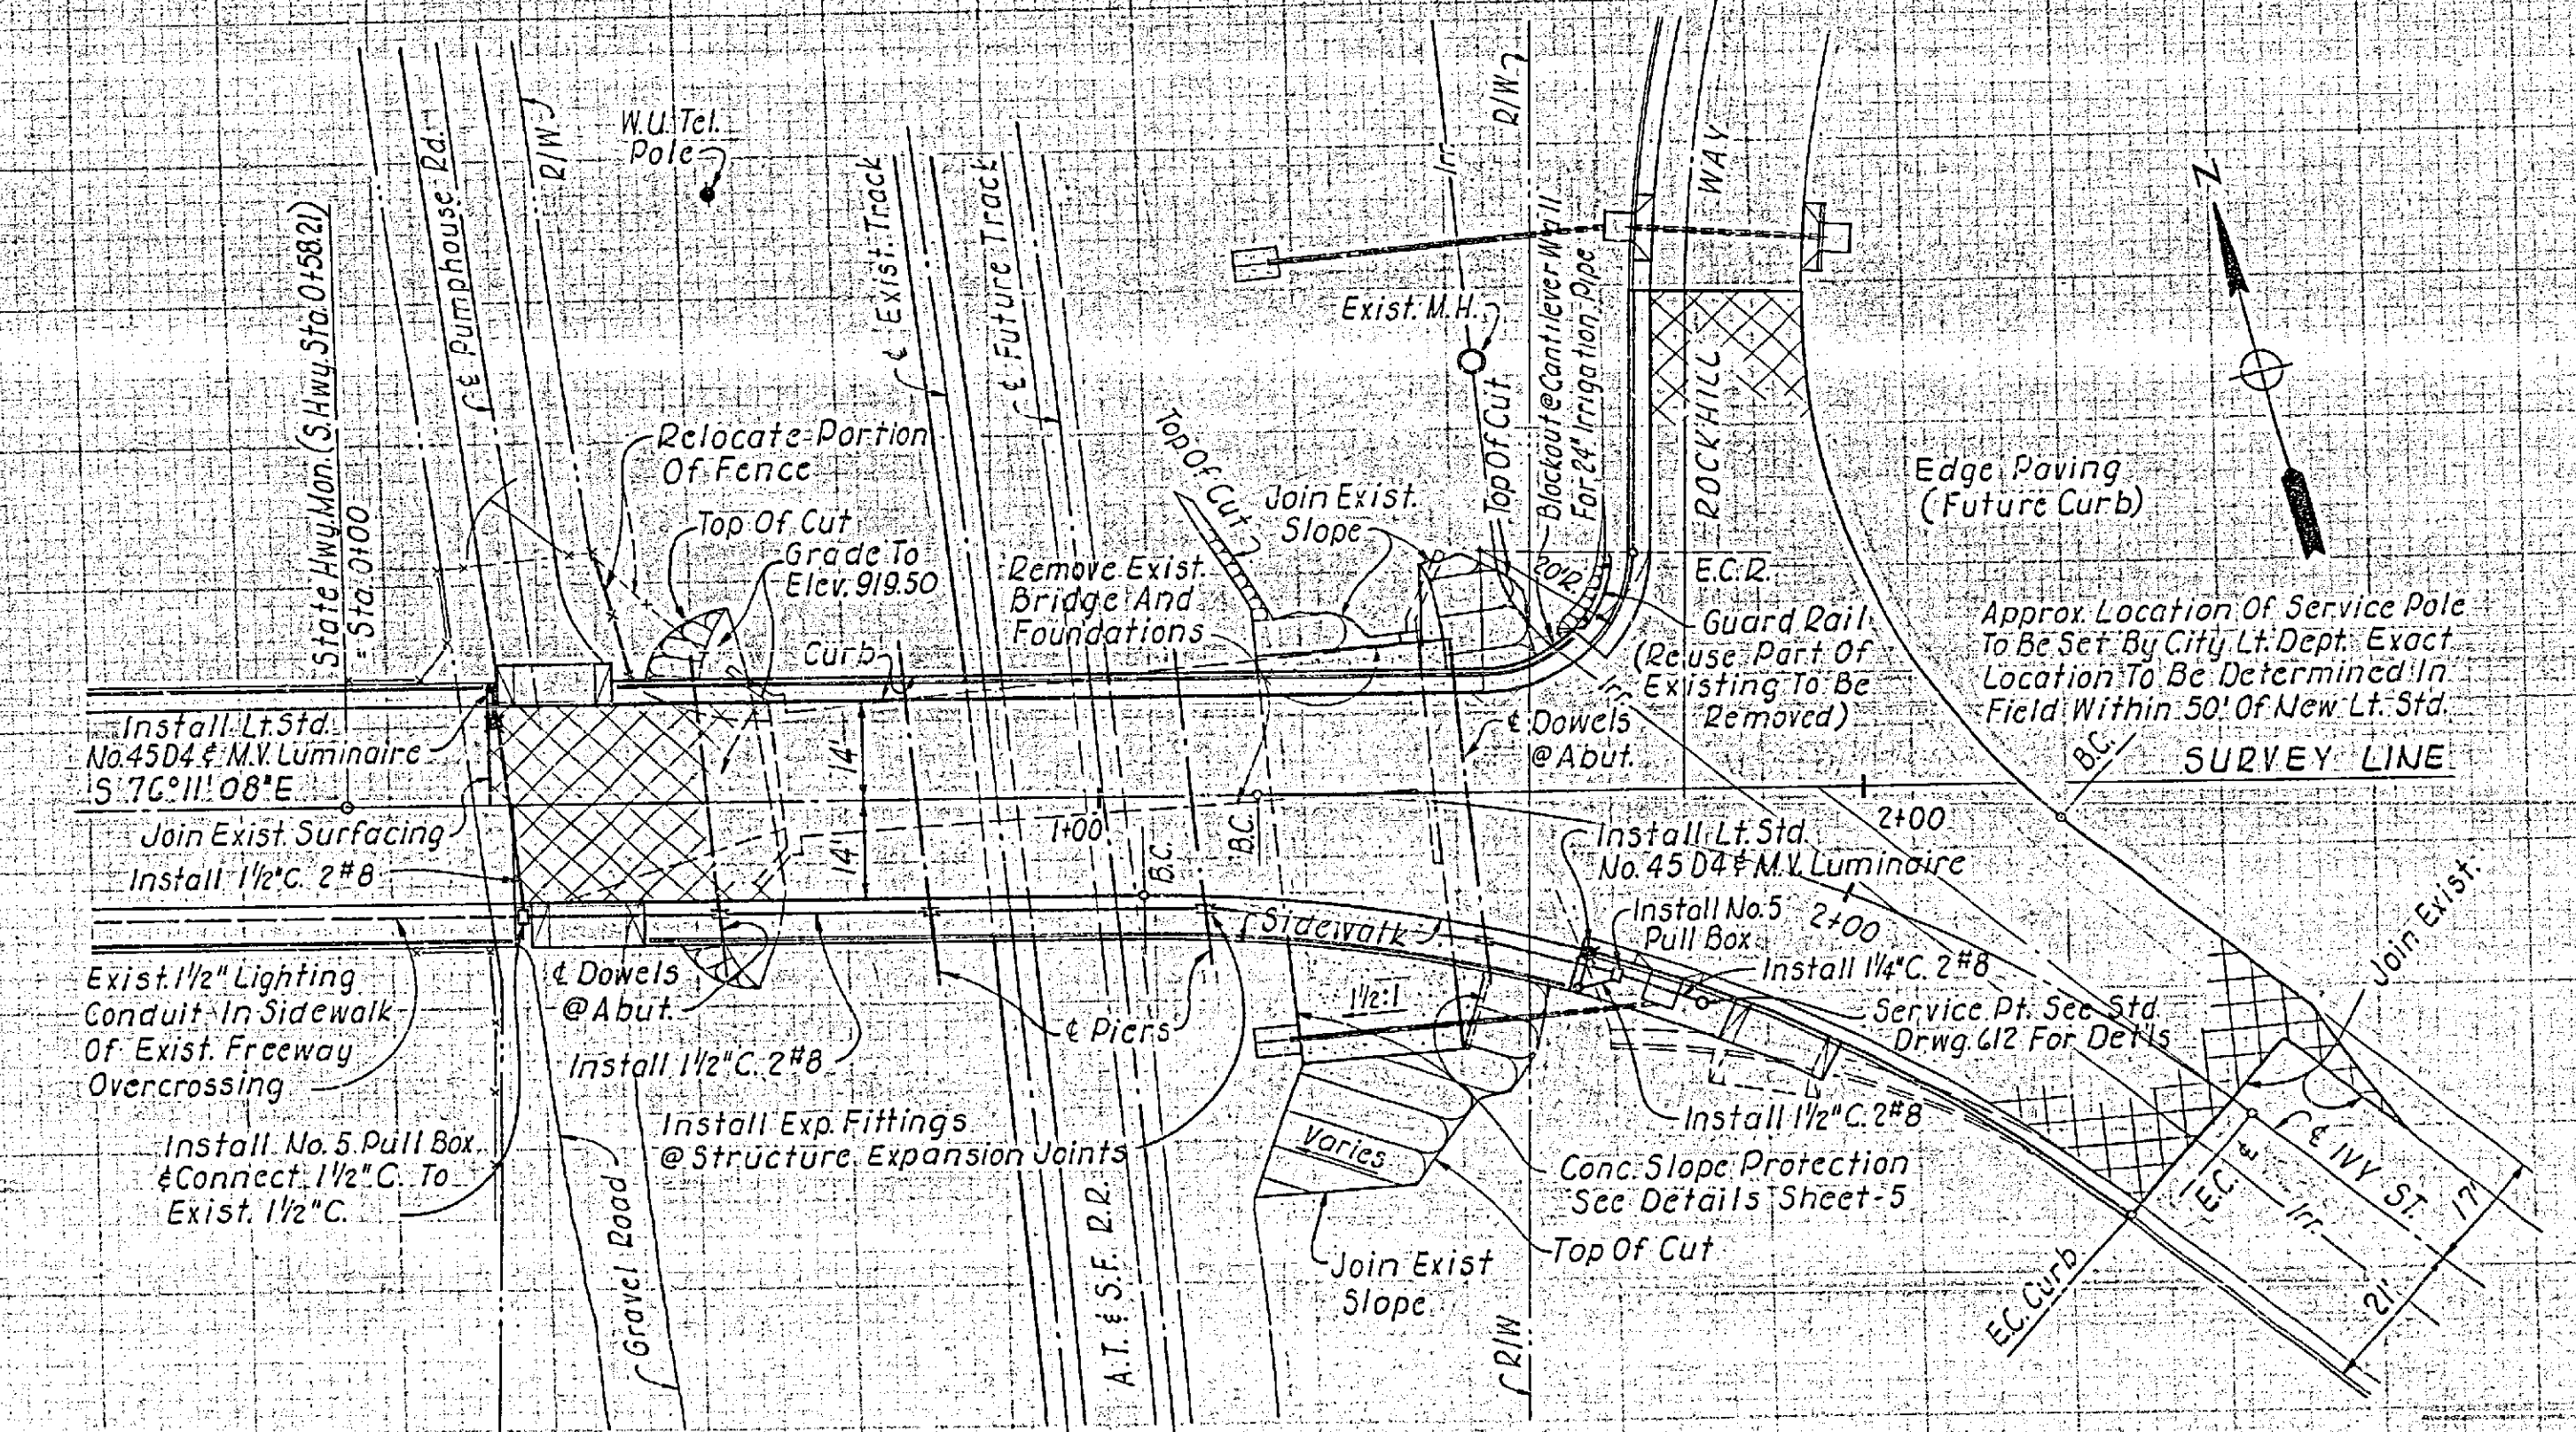 State Hwy Mon. (S. Hwy. Sta. 0+58.21)
= Sta. 0+00
℄ Pumphouse Rd.
R/W
W.U. Tel.
Pole
℄ Exist. Track
℄ Future Track
Irr.
R/W
WAY
ROCKHILL
N
Exist. M.H.
Top Of Cut
Blockout @ Cantilever Wall
For 24" Irrigation Pipe
Top Of Cut
Join Exist.
Slope
Relocate Portion
Of Fence
Top Of Cut
Grade To
Elev. 919.50
Remove Exist.
Bridge And
Foundations
Curb
20'R.
E.C.R.
Guard Rail
(Reuse Part Of
Existing To Be
Removed)
Irr.
Edge Paving
(Future Curb)
Approx. Location Of Service Pole
To Be Set By City Lt. Dept. Exact
Location To Be Determined In
Field Within 50' Of New Lt. Std.
B.C.
SURVEY LINE
Install Lt. Std.
No. 45D4 & M.V. Luminaire
S 76° 11' 08" E
Join Exist. Surfacing
Install 1½" C. 2 #8
14'
14'
1+00
B.C.
B.C.
℄ Dowels
@ Abut.
2+00
Install Lt. Std.
No. 45 D4 & M.V. Luminaire
Install No. 5
Pull Box
2+00
Install 1¼" C. 2 #8
Service Pt. See Std.
Drwg. 612 For Det'ls
Sidewalk
1½:1
Join Exist.
Exist. 1½" Lighting
Conduit In Sidewalk
Of Exist. Freeway
Overcrossing
℄ Dowels
@ Abut.
Install 1½" C. 2 #8
℄ Piers
Install No. 5 Pull Box
& Connect 1½" C. To
Exist. 1½" C.
Install Exp. Fittings
@ Structure Expansion Joints
Gravel Road
A.T. & S.F. R.R.
Varies
Install 1½" C. 2 #8
Conc. Slope Protection
See Details Sheet-5
Top Of Cut
Join Exist
Slope
R/W
E.C. ℄
℄ IVY ST.
Irr.
17'
21'
E.C. Curb